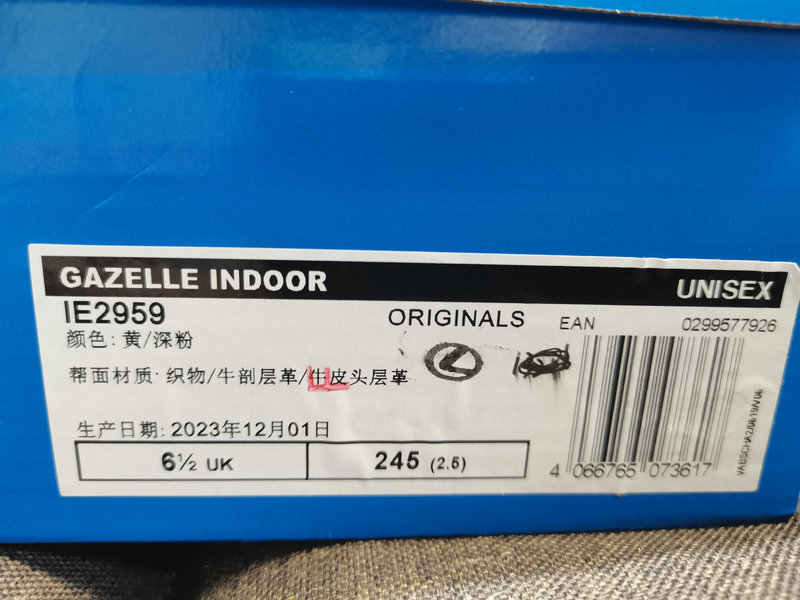 GAZELLE INDOOR
UNISEX
IE2959
ORIGINALS
EAN
0299577926
颜色: 黄/深粉
帮面材质: 织物/牛剖层革/牛皮头层革
生产日期: 2023年12月01日
6½ UK
245 (2.5)
4 066765 073617